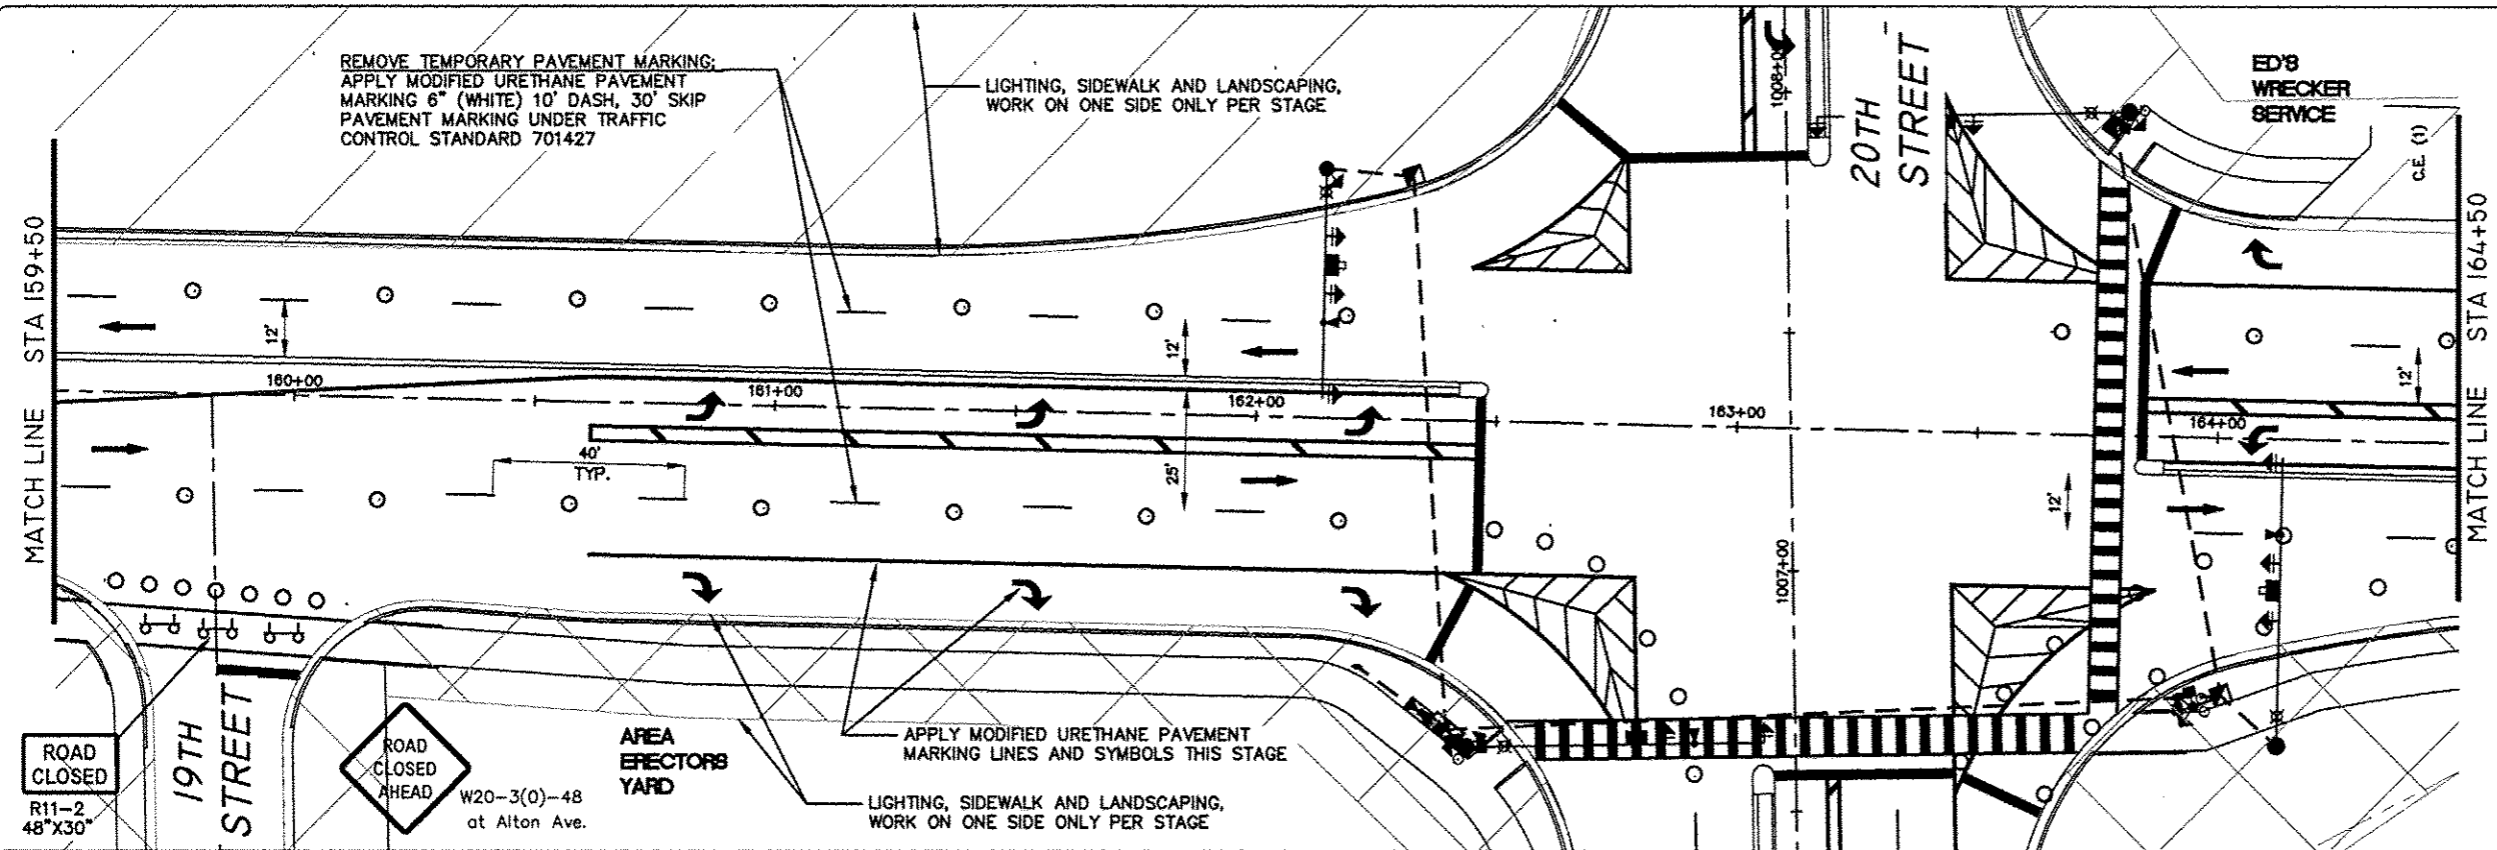 REMOVE TEMPORARY PAVEMENT MARKING;
APPLY MODIFIED URETHANE PAVEMENT
MARKING 6" (WHITE) 10' DASH, 30' SKIP
PAVEMENT MARKING UNDER TRAFFIC
CONTROL STANDARD 701427
LIGHTING, SIDEWALK AND LANDSCAPING,
WORK ON ONE SIDE ONLY PER STAGE
1008+00
20TH
STREET
ED'S
WRECKER
SERVICE
C.E. (1)
MATCH LINE STA 159+50
MATCH LINE STA 164+50
12'
12'
12'
12'
160+00
161+00
162+00
163+00
164+00
40'
TYP.
25'
1007+00
19TH
STREET
ROAD
CLOSED
R11-2
48"X30"
ROAD
CLOSED
AHEAD
W20-3(0)-48
at Alton Ave.
AREA
ERECTORS
YARD
APPLY MODIFIED URETHANE PAVEMENT
MARKING LINES AND SYMBOLS THIS STAGE
LIGHTING, SIDEWALK AND LANDSCAPING,
WORK ON ONE SIDE ONLY PER STAGE